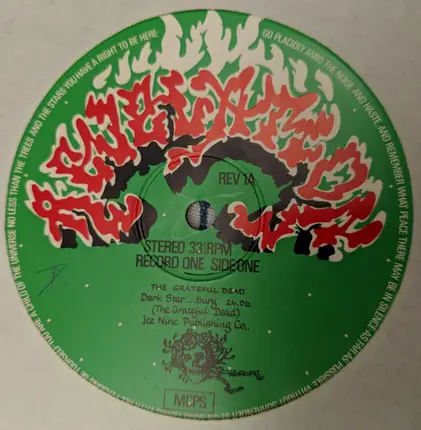 REVELATION
GO PLACIDLY AMID THE NOISE AND HASTE AND REMEMBER WHAT PEACE THERE MAY BE IN SILENCE AS FAR AS POSSIBLE WITHOUT SURRENDER
YOU ARE A CHILD OF THE UNIVERSE NO LESS THAN THE TREES AND THE STARS YOU HAVE A RIGHT TO BE HERE
REV 1A
STEREO 33⅓RPM
RECORD ONE SIDE ONE
THE GRATEFUL DEAD
Dark Star....bury 24.00.
(The Grateful Dead)
Ice Nine Publishing Co.
MCPS